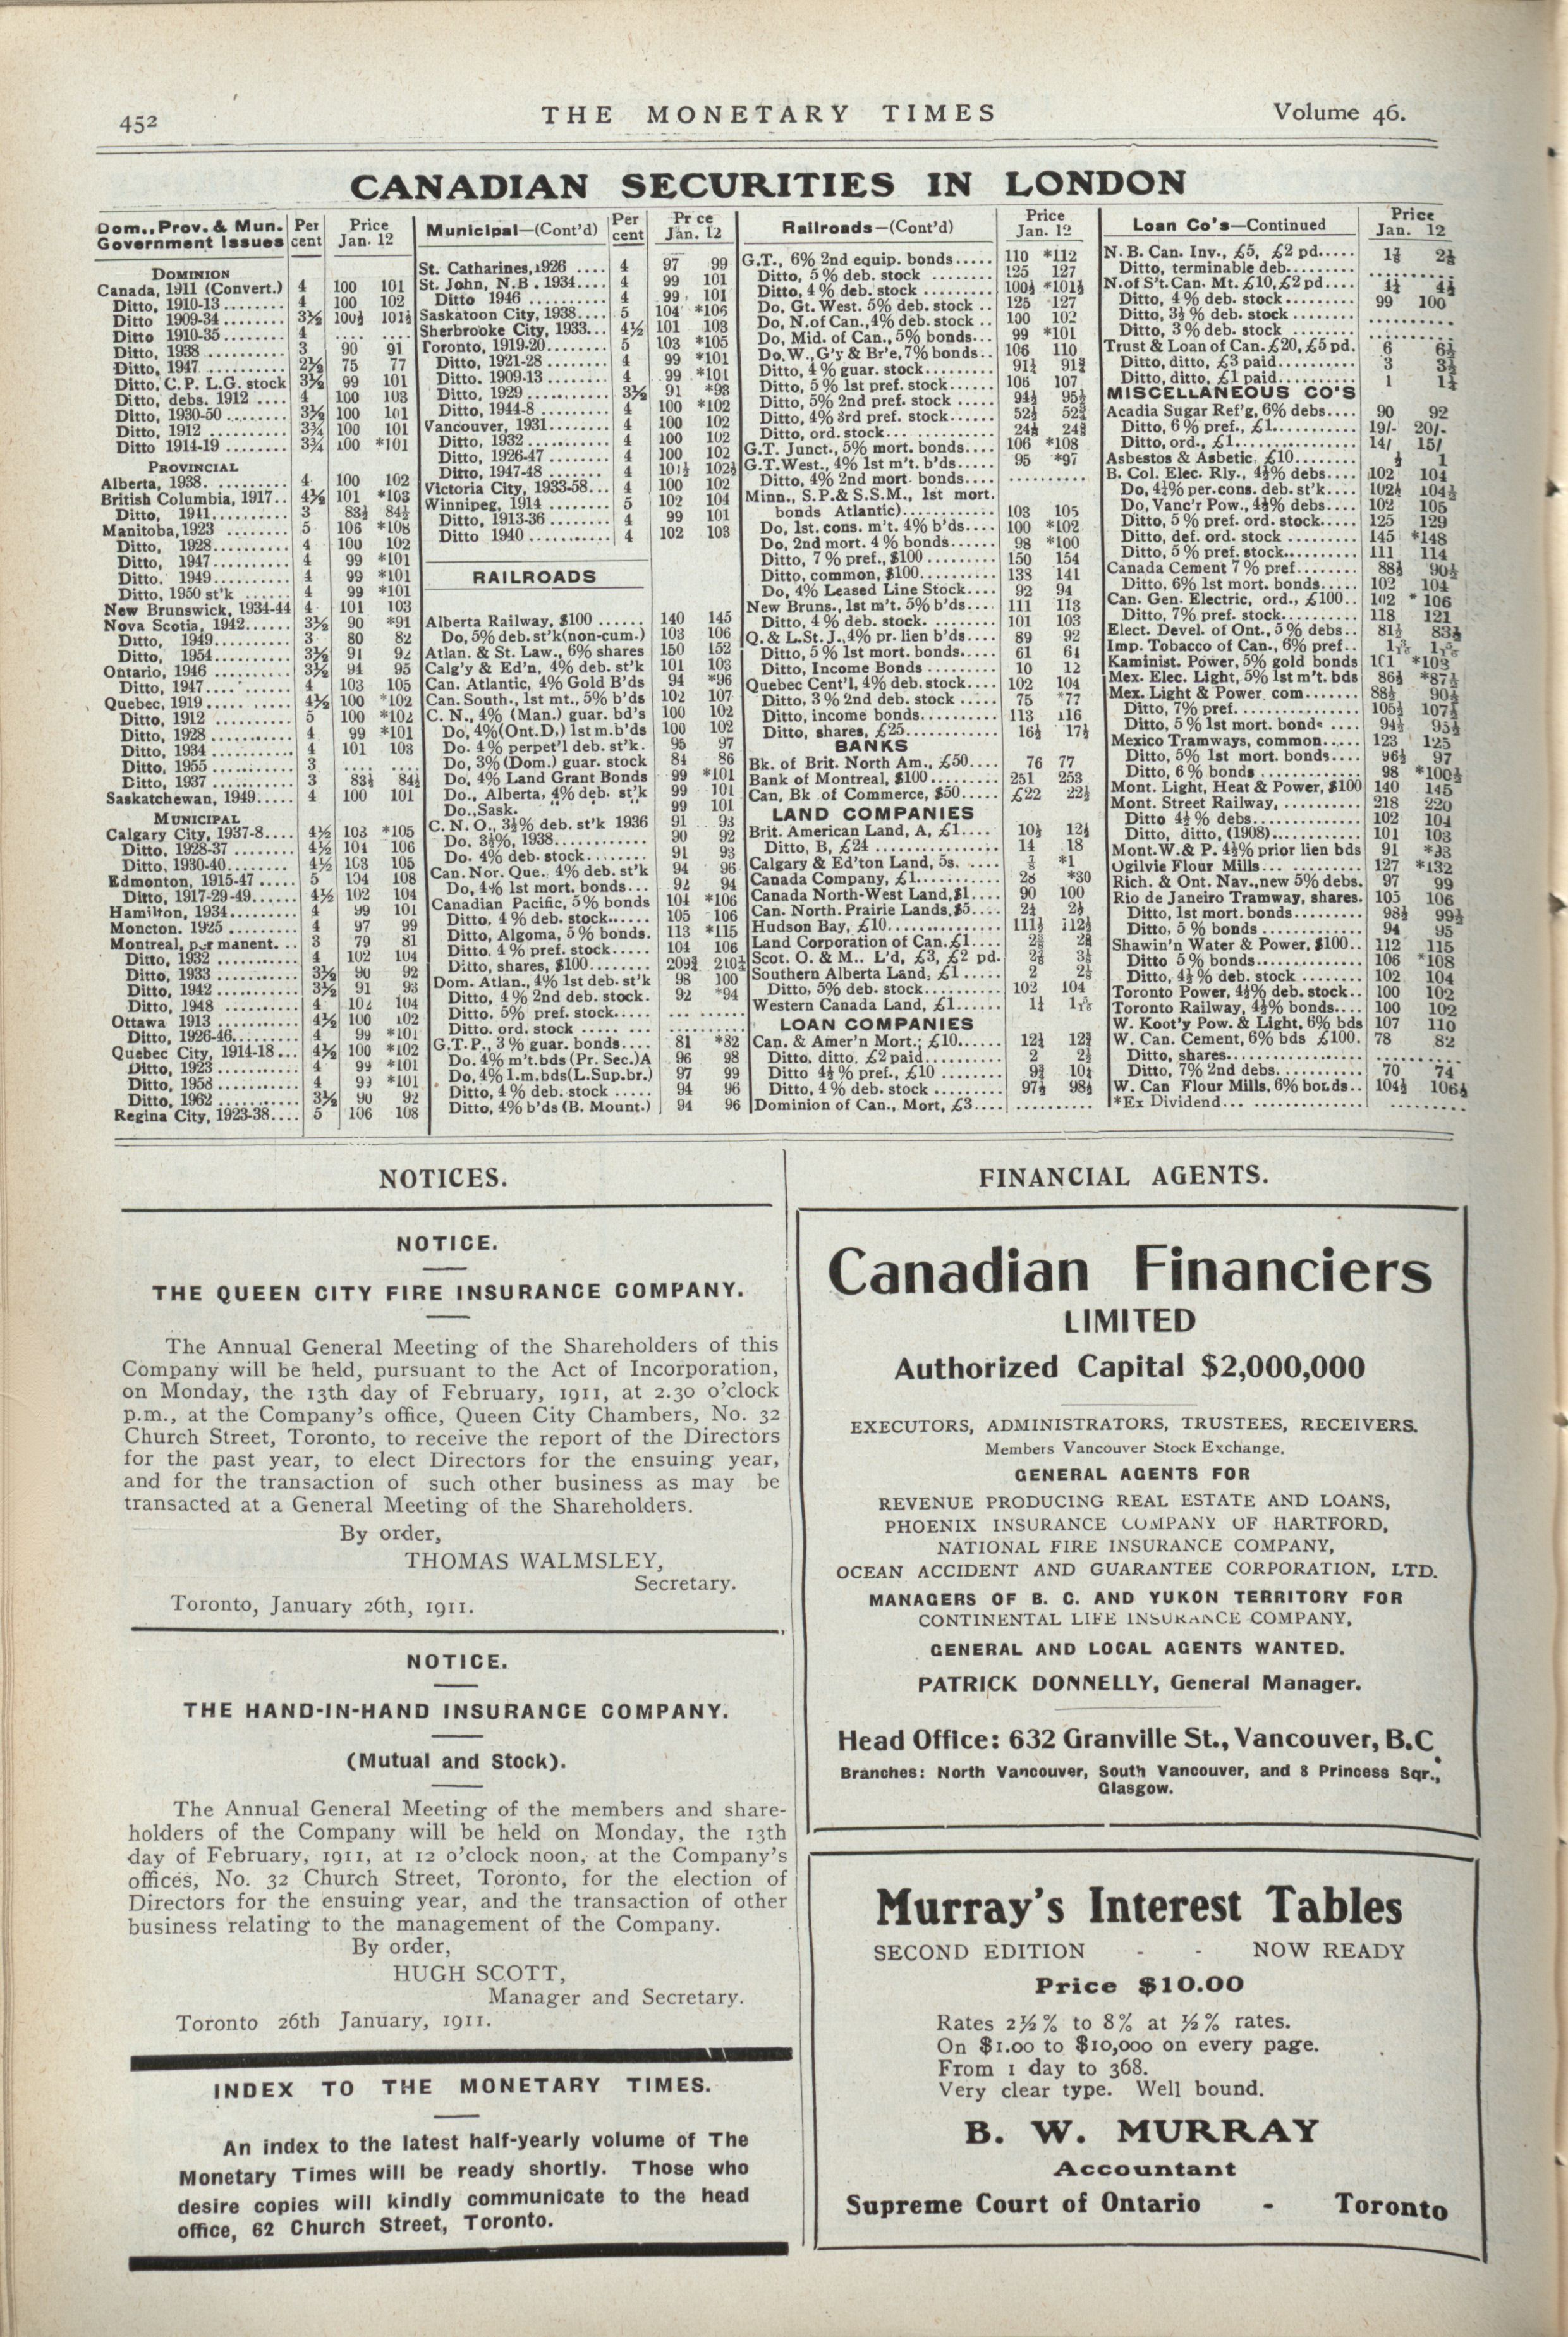 452
THE MONETARY TIMES
Volume 46.
CANADIAN SECURITIES IN LONDON
Dom., Prov. & Mun. Government Issues | Per cent | Price Jan. 12
DOMINION
Canada, 1911 (Convert.) 4 100 101
Ditto, 1910-13 4 100 102
Ditto 1909-34 3½ 100½ 101½
Ditto 1910-35 4 .... ....
Ditto, 1938 3 90 91
Ditto, 1947 2½ 75 77
Ditto, C. P. L.G. stock 3½ 99 101
Ditto, debs. 1912 4 100 103
Ditto, 1930-50 3½ 100 101
Ditto, 1912 3¾ 100 101
Ditto 1914-19 3¾ 100 *101
PROVINCIAL
Alberta, 1938 4 100 102
British Columbia, 1917 4½ 101 *103
Ditto, 1941 3 83½ 84½
Manitoba, 1923 5 106 *108
Ditto, 1928 4 100 102
Ditto, 1947 4 99 *101
Ditto. 1949 4 99 *101
Ditto, 1950 st'k 4 99 *101
New Brunswick, 1934-44 4 101 103
Nova Scotia, 1942 3½ 90 *91
Ditto, 1949 3 80 82
Ditto, 1954 3½ 91 92
Ontario, 1946 3½ 94 95
Ditto, 1947 4 103 105
Quebec, 1919 4½ 100 *102
Ditto, 1912 5 100 *102
Ditto, 1928 4 99 *101
Ditto, 1934 4 101 103
Ditto, 1955 3 .... ....
Ditto, 1937 3 83½ 84½
Saskatchewan, 1949 4 100 101
MUNICIPAL
Calgary City, 1937-8 4½ 103 *105
Ditto, 1928-37 4½ 104 106
Ditto, 1930-40 4½ 103 105
Edmonton, 1915-47 5 104 108
Ditto, 1917-29-49 4½ 102 104
Hamilton, 1934 4 99 101
Moncton. 1925 4 97 99
Montreal, permanent 3 79 81
Ditto, 1932 4 102 104
Ditto, 1933 3½ 90 92
Ditto, 1942 3½ 91 93
Ditto, 1948 4 102 104
Ottawa 1913 4½ 100 102
Ditto, 1926-46 4 99 *101
Quebec City, 1914-18 4½ 100 *102
Ditto, 1923 4 99 *101
Ditto, 1958 4 99 *101
Ditto, 1962 3½ 90 92
Regina City, 1923-38 5 106 108
Municipal—(Cont'd) | Per cent | Price Jan. 12
St. Catharines, 1926 4 97 99
St. John, N.B. 1934 4 99 101
Ditto 1946 4 99 101
Saskatoon City, 1938 5 104 *106
Sherbrooke City, 1933 4½ 101 103
Toronto, 1919-20 5 103 *105
Ditto, 1921-28 4 99 *101
Ditto. 1909-13 4 99 *101
Ditto, 1929 3½ 91 *93
Ditto, 1944-8 4 100 *102
Vancouver, 1931 4 100 102
Ditto, 1932 4 100 102
Ditto, 1926-47 4 100 102
Ditto, 1947-48 4 101½ 102½
Victoria City, 1933-58 4 100 102
Winnipeg, 1914 5 102 104
Ditto, 1913-36 4 99 101
Ditto 1940 4 102 103
RAILROADS
Alberta Railway, $100 140 145
Do, 5% deb. st'k (non-cum.) 103 106
Atlan. & St. Law., 6% shares 150 152
Calg'y & Ed'n, 4% deb. st'k 101 103
Can. Atlantic, 4% Gold B'ds 94 *96
Can. South., 1st mt., 5% b'ds 102 107
C. N., 4% (Man.) guar. bd's 100 102
Do, 4% (Ont.D,) 1st m.b'ds 100 102
Do. 4% perpet'l deb. st'k. 95 97
Do, 3% (Dom.) guar. stock 84 86
Do, 4% Land Grant Bonds 99 *101
Do., Alberta, 4% deb. st'k 99 101
Do., Sask. " " " 99 101
C. N. O., 3½% deb. st'k 1936 91 93
Do. 3½%, 1938 90 92
Do. 4% deb. stock 91 93
Can. Nor. Que., 4% deb. st'k 94 96
Do, 4% 1st mort. bonds 92 94
Canadian Pacific, 5% bonds 104 *106
Ditto. 4% deb. stock 105 106
Ditto, Algoma, 5% bonds. 113 *115
Ditto. 4% pref. stock 104 106
Ditto, shares, $100 209¾ 210¼
Dom. Atlan., 4% 1st deb. st'k 98 100
Ditto, 4% 2nd deb. stock. 92 *94
Ditto. 5% pref. stock
Ditto. ord. stock
G.T.P., 3% guar. bonds 81 *82
Do. 4% m't. bds (Pr. Sec.) A 96 98
Do, 4% l.m. bds (L.Sup.br.) 97 99
Ditto, 4% deb. stock 94 96
Ditto, 4% b'ds (B. Mount.) 94 96
Railroads—(Cont'd) | Price Jan. 12
G.T., 6% 2nd equip. bonds 110 *112
Ditto, 5% deb. stock 125 127
Ditto, 4% deb. stock 100½ *101½
Do. Gt. West. 5% deb. stock 125 127
Do, N. of Can., 4% deb. stock 100 102
Do, Mid. of Can., 5% bonds 99 *101
Do. W., G'y & Br'e, 7% bonds 106 110
Ditto, 4% guar. stock 91¼ 91¾
Ditto, 5% 1st pref. stock 106 107
Ditto, 5% 2nd pref. stock 94½ 95½
Ditto, 4% 3rd pref. stock 52¼ 52¾
Ditto, ord. stock
G.T. Junct., 5% mort. bonds 106 *108
G.T. West., 4% 1st m't. b'ds 95 *97
Ditto, 4% 2nd mort. bonds
Minn., S.P. & S.S.M., 1st mort.
bonds Atlantic) 103 105
Do, 1st. cons. m't. 4% b'ds 100 *102
Do, 2nd mort. 4% bonds 98 *100
Ditto, 7% pref., $100 150 154
Ditto, common, $100 138 141
Do, 4% Leased Line Stock 92 94
New Bruns., 1st m't. 5% b'ds 111 113
Ditto, 4% deb. stock. 101 103
Q. & L.St. J., 4% pr. lien b'ds 89 92
Ditto, 5% 1st mort. bonds 61 64
Ditto, Income Bonds 10 12
Quebec Cent'l, 4% deb. stock 102 104
Ditto, 3% 2nd deb. stock 75 *77
Ditto, income bonds 113 116
Ditto, shares, £25 16½ 17½
BANKS
Bk. of Brit. North Am., £50 76 77
Bank of Montreal, $100 251 253
Can, Bk of Commerce, $50 £22 22½
LAND COMPANIES
Brit. American Land, A, £1 10½ 12½
Ditto, B, £24 14 18
Calgary & Ed'ton Land, 5s. *1
Canada Company, £1 28 *30
Canada North-West Land, $1 90 100
Can. North. Prairie Lands, $5
Hudson Bay, £10 111½ 112½
Land Corporation of Can. £1
Scot. O. & M.. L'd, £3, £2 pd.
Southern Alberta Land, £1
Ditto, 5% deb. stock 102 104
Western Canada Land, £1
LOAN COMPANIES
Can. & Amer'n Mort.; £10 12¼ 12¾
Ditto. ditto, £2 paid
Ditto 4½% pref., £10 9¾ 10¼
Ditto, 4% deb. stock 97½ 98½
Dominion of Can., Mort, £3
Loan Co's—Continued | Price Jan. 12
N. B. Can. Inv., £5, £2 pd.
Ditto, terminable deb.
N. of S't. Can. Mt. £10, £2 pd.
Ditto, 4% deb. stock 99 100
Ditto, 3½% deb. stock
Ditto, 3% deb. stock
Trust & Loan of Can. £20, £5 pd. 6 6½
Ditto, ditto, £3 paid 3 3½
Ditto, ditto, £1 paid 1 1¼
MISCELLANEOUS CO'S
Acadia Sugar Ref'g, 6% debs. 90 92
Ditto, 6% pref., £1 19/- 20/-
Ditto, ord., £1 14/ 15/
Asbestos & Asbetic, £10 1
B. Col. Elec. Rly., 4½% debs. 102 104
Do, 4¼% per. cons. deb. st'k 102½ 104½
Do, Vanc'r Pow., 4½% debs. 102 105
Ditto, 5% pref. ord. stock 125 129
Ditto, def. ord. stock 145 *148
Ditto, 5% pref. stock 111 114
Canada Cement 7% pref. 88½ 90½
Ditto, 6% 1st mort. bonds 102 104
Can. Gen. Electric, ord., £100 102 *106
Ditto, 7% pref. stock 118 121
Elect. Devel. of Ont., 5% debs. 81½ 83½
Imp. Tobacco of Can., 6% pref.
Kaminist. Power, 5% gold bonds 101 *103
Mex. Elec. Light, 5% 1st m't. bds 86½ *87½
Mex. Light & Power com 88½ 90½
Ditto, 7% pref. 105½ 107½
Ditto, 5% 1st mort. bonds 94½ 95½
Mexico Tramways, common 123 125
Ditto, 5% 1st mort. bonds 96½ 97
Ditto, 6% bonds 98 *100½
Mont. Light, Heat & Power, $100 140 145
Mont. Street Railway, 218 220
Ditto 4½% debs. 102 104
Ditto, ditto, (1908) 101 103
Mont. W. & P. 4½% prior lien bds 91 *93
Ogilvie Flour Mills 127 *132
Rich. & Ont. Nav., new 5% debs. 97 99
Rio de Janeiro Tramway, shares. 105 106
Ditto, 1st mort. bonds 98½ 99½
Ditto, 5% bonds 94 95
Shawin'n Water & Power, $100 112 115
Ditto 5% bonds 106 *108
Ditto, 4½% deb. stock 102 104
Toronto Power, 4½% deb. stock 100 102
Toronto Railway, 4½% bonds 100 102
W. Koot'y Pow. & Light, 6% bds 107 110
W. Can. Cement, 6% bds £100. 78 82
Ditto, shares
Ditto, 7% 2nd debs. 70 74
W. Can Flour Mills, 6% bonds 104½ 106½
*Ex Dividend
NOTICES.
NOTICE.
THE QUEEN CITY FIRE INSURANCE COMPANY.
The Annual General Meeting of the Shareholders of this
Company will be held, pursuant to the Act of Incorporation,
on Monday, the 13th day of February, 1911, at 2.30 o'clock
p.m., at the Company's office, Queen City Chambers, No. 32
Church Street, Toronto, to receive the report of the Directors
for the past year, to elect Directors for the ensuing year,
and for the transaction of such other business as may be
transacted at a General Meeting of the Shareholders.
By order,
THOMAS WALMSLEY,
Secretary.
Toronto, January 26th, 1911.
NOTICE.
THE HAND-IN-HAND INSURANCE COMPANY.
(Mutual and Stock).
The Annual General Meeting of the members and share-
holders of the Company will be held on Monday, the 13th
day of February, 1911, at 12 o'clock noon, at the Company's
offices, No. 32 Church Street, Toronto, for the election of
Directors for the ensuing year, and the transaction of other
business relating to the management of the Company.
By order,
HUGH SCOTT,
Manager and Secretary.
Toronto 26th January, 1911.
INDEX TO THE MONETARY TIMES.
An index to the latest half-yearly volume of The
Monetary Times will be ready shortly. Those who
desire copies will kindly communicate to the head
office, 62 Church Street, Toronto.
FINANCIAL AGENTS.
Canadian Financiers
LIMITED
Authorized Capital $2,000,000
EXECUTORS, ADMINISTRATORS, TRUSTEES, RECEIVERS.
Members Vancouver Stock Exchange.
GENERAL AGENTS FOR
REVENUE PRODUCING REAL ESTATE AND LOANS,
PHOENIX INSURANCE COMPANY OF HARTFORD,
NATIONAL FIRE INSURANCE COMPANY,
OCEAN ACCIDENT AND GUARANTEE CORPORATION, LTD.
MANAGERS OF B. C. AND YUKON TERRITORY FOR
CONTINENTAL LIFE INSURANCE COMPANY,
GENERAL AND LOCAL AGENTS WANTED.
PATRICK DONNELLY, General Manager.
Head Office: 632 Granville St., Vancouver, B.C.
Branches: North Vancouver, South Vancouver, and 8 Princess Sqr.,
Glasgow.
Murray's Interest Tables
SECOND EDITION - - NOW READY
Price $10.00
Rates 2½% to 8% at ½% rates.
On $1.00 to $10,000 on every page.
From 1 day to 368.
Very clear type. Well bound.
B. W. MURRAY
Accountant
Supreme Court of Ontario - Toronto